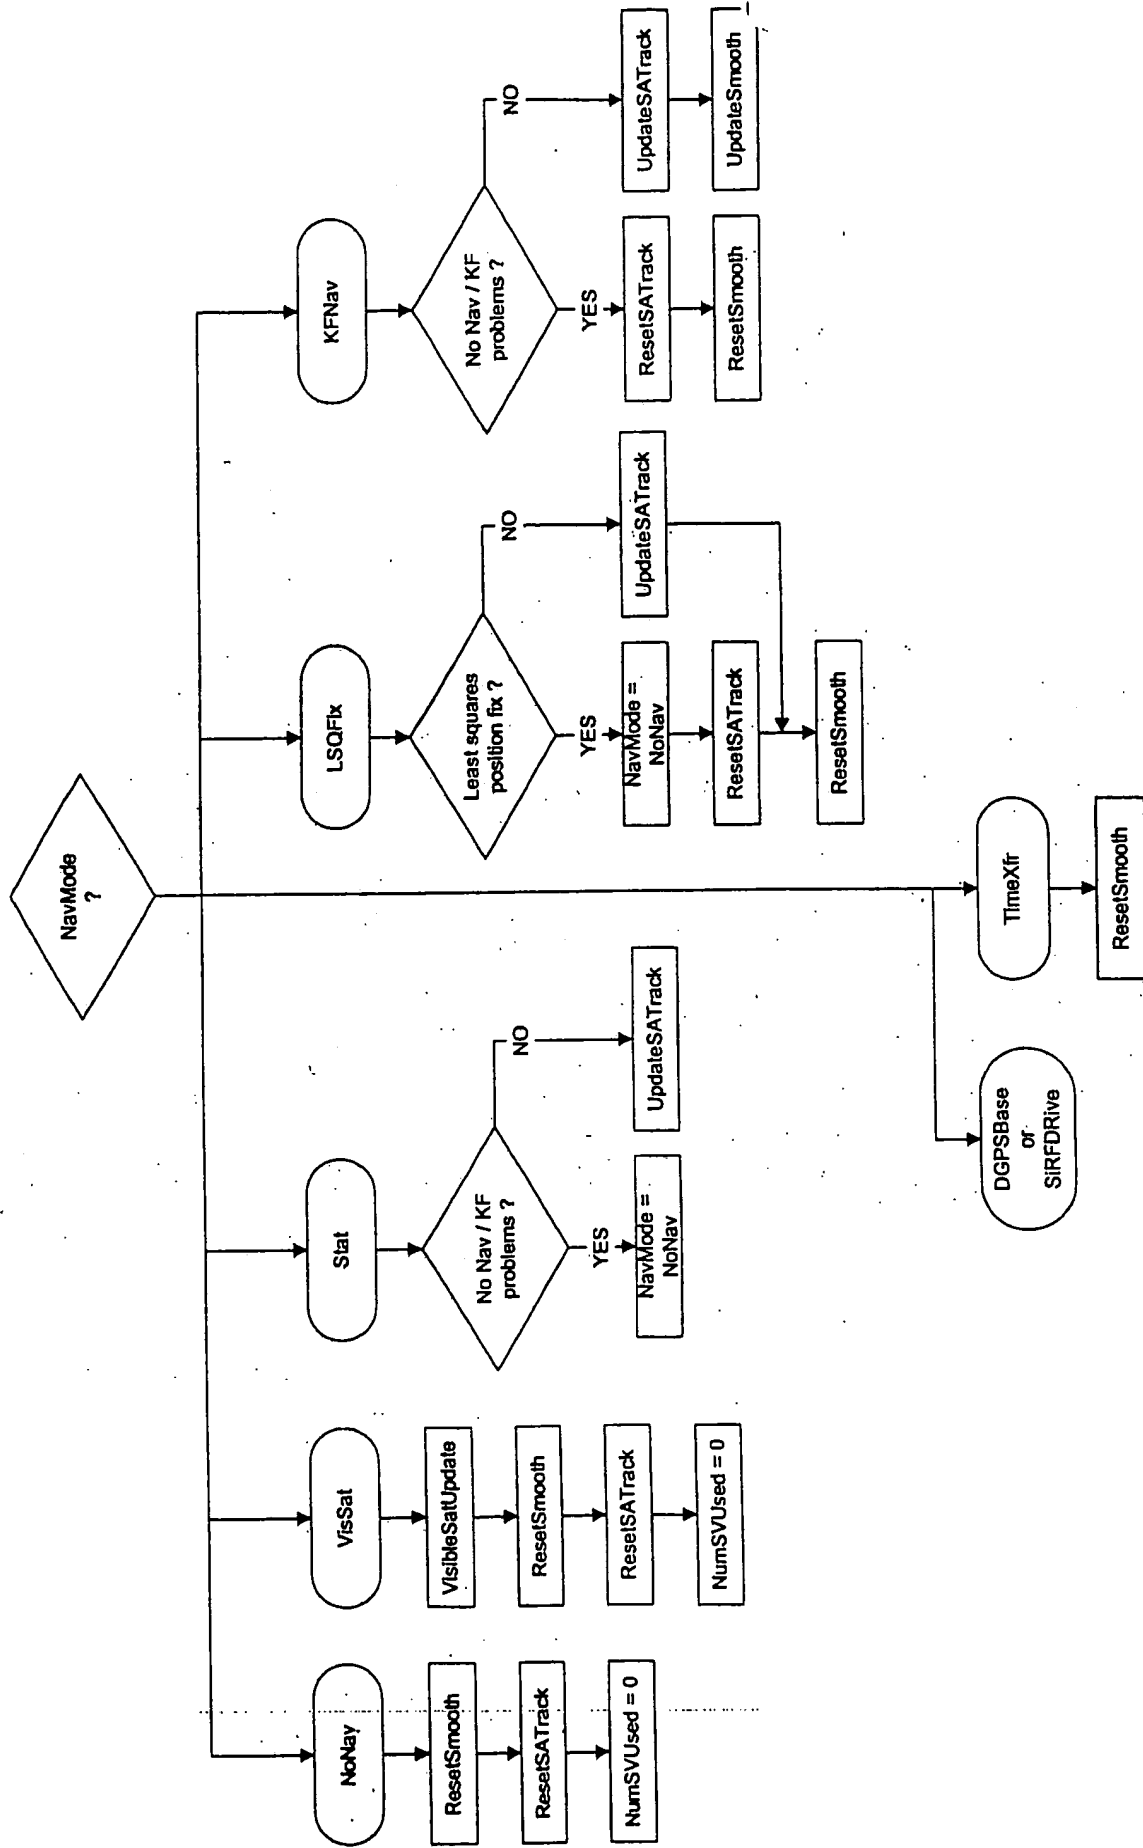 NavMode
?
NoNav
ResetSmooth
ResetSATrack
NumSVUsed = 0
VisSat
VisibleSatUpdate
ResetSmooth
ResetSATrack
NumSVUsed = 0
Stat
No Nav / KF
problems ?
YES
NavMode =
NoNav
NO
UpdateSATrack
LSQFix
Least squares
position fix ?
YES
NavMode =
NoNav
ResetSATrack
ResetSmooth
NO
UpdateSATrack
KFNav
No Nav / KF
problems ?
YES
ResetSATrack
ResetSmooth
NO
UpdateSATrack
UpdateSmooth
DGPSBase
or
SiRFDRive
TimeXfr
ResetSmooth